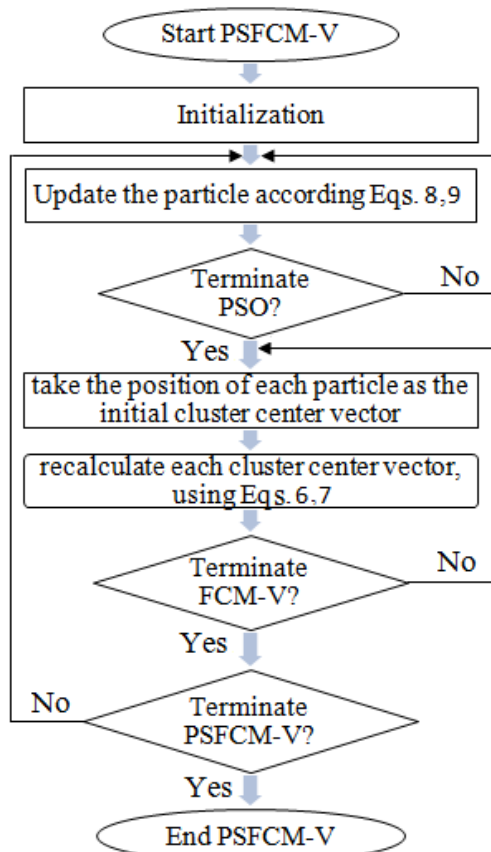 Start PSFCM-V
Initialization
Update the particle according Eqs. 8,9
Terminate
PSO?
No
Yes
take the position of each particle as the
initial cluster center vector
recalculate each cluster center vector,
using Eqs. 6,7
Terminate
FCM-V?
No
Yes
No
Terminate
PSFCM-V?
Yes
End PSFCM-V